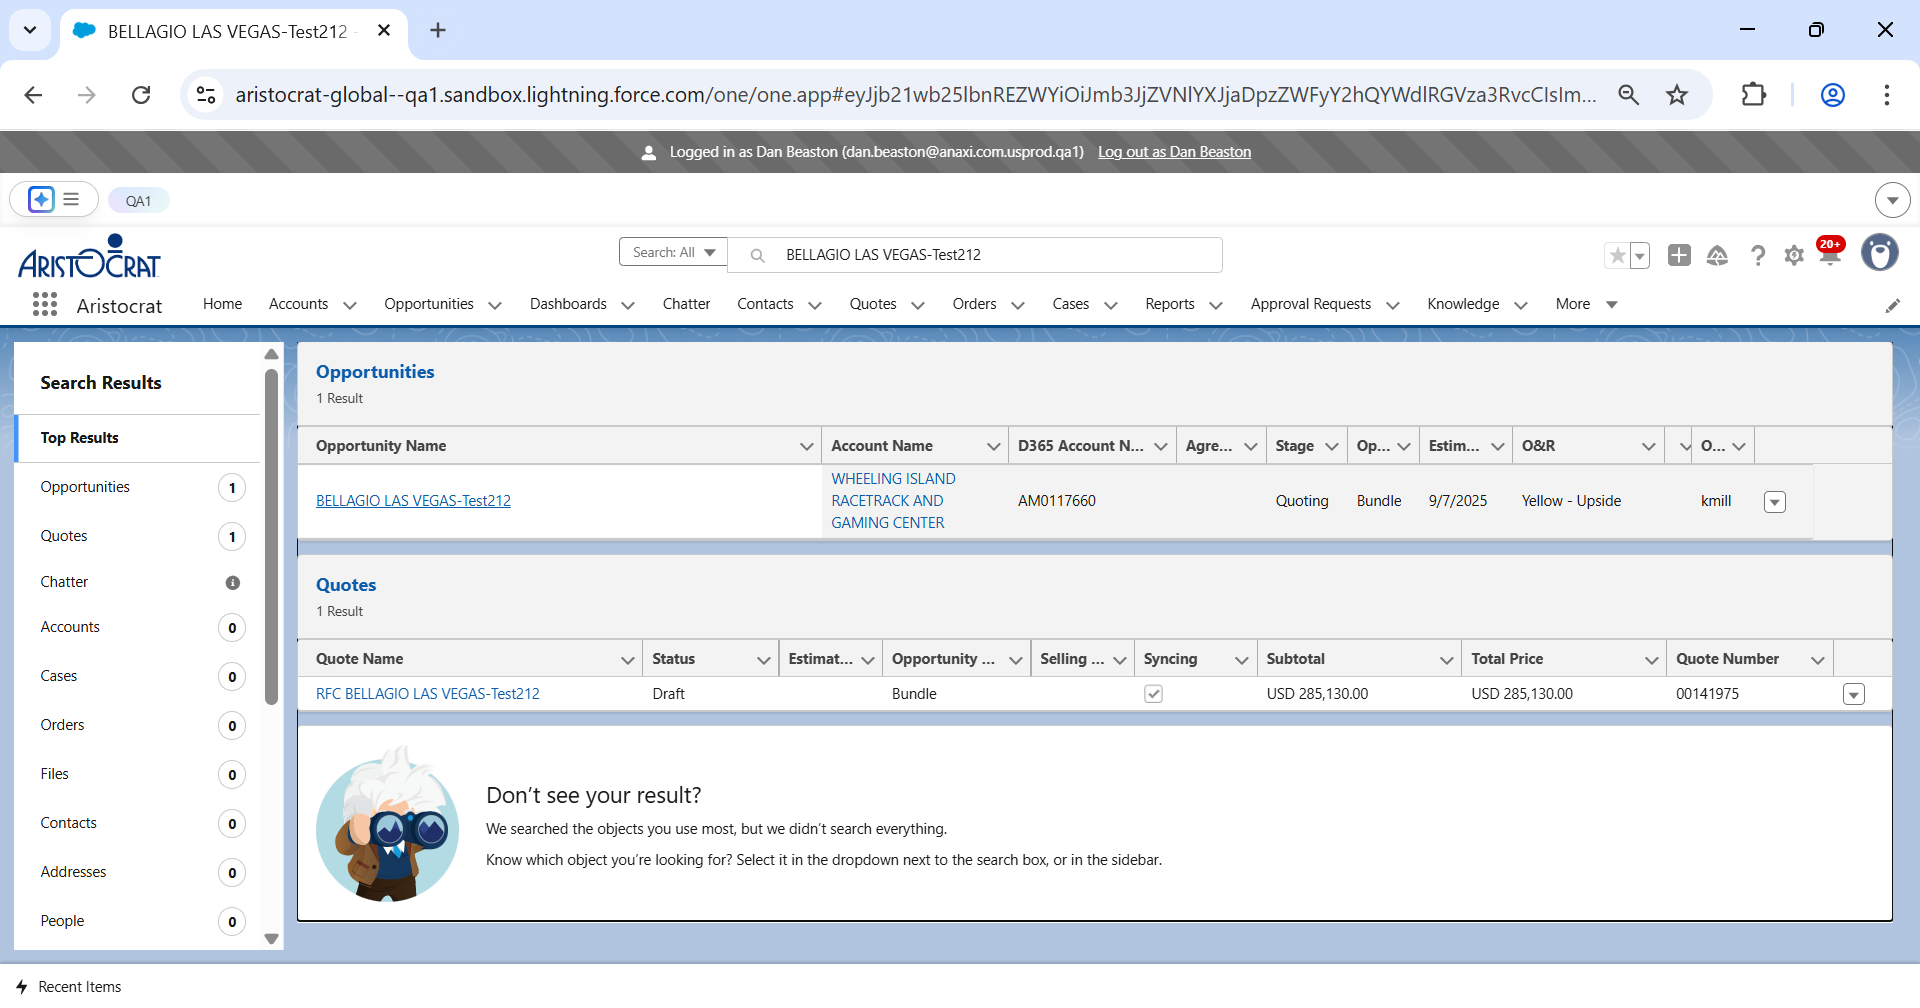 BELLAGIO LAS VEGAS-Test212 -
aristocrat-global--qa1.sandbox.lightning.force.com/one/one.app#eyJjb21wb25lbnREZWYiOiJmb3JjZVNlYXJjaDpzZWFyY2hQYWdlRGVza3RvcCIsIm...
Logged in as Dan Beaston (dan.beaston@anaxi.com.usprod.qa1) Log out as Dan Beaston
QA1
ARISTOCRAT
Search: All
BELLAGIO LAS VEGAS-Test212
20+
Aristocrat Home Accounts Opportunities Dashboards Chatter Contacts Quotes Orders Cases Reports Approval Requests Knowledge More
Search Results
Top Results
Opportunities 1
Quotes 1
Chatter
Accounts 0
Cases 0
Orders 0
Files 0
Contacts 0
Addresses 0
People 0
Opportunities
1 Result
Opportunity Name Account Name D365 Account N... Agre... Stage Op... Estim... O&R O...
BELLAGIO LAS VEGAS-Test212 WHEELING ISLAND RACETRACK AND GAMING CENTER AM0117660 Quoting Bundle 9/7/2025 Yellow - Upside kmill
Quotes
1 Result
Quote Name Status Estimat... Opportunity ... Selling ... Syncing Subtotal Total Price Quote Number
RFC BELLAGIO LAS VEGAS-Test212 Draft Bundle USD 285,130.00 USD 285,130.00 00141975
Don't see your result?
We searched the objects you use most, but we didn't search everything.
Know which object you're looking for? Select it in the dropdown next to the search box, or in the sidebar.
Recent Items